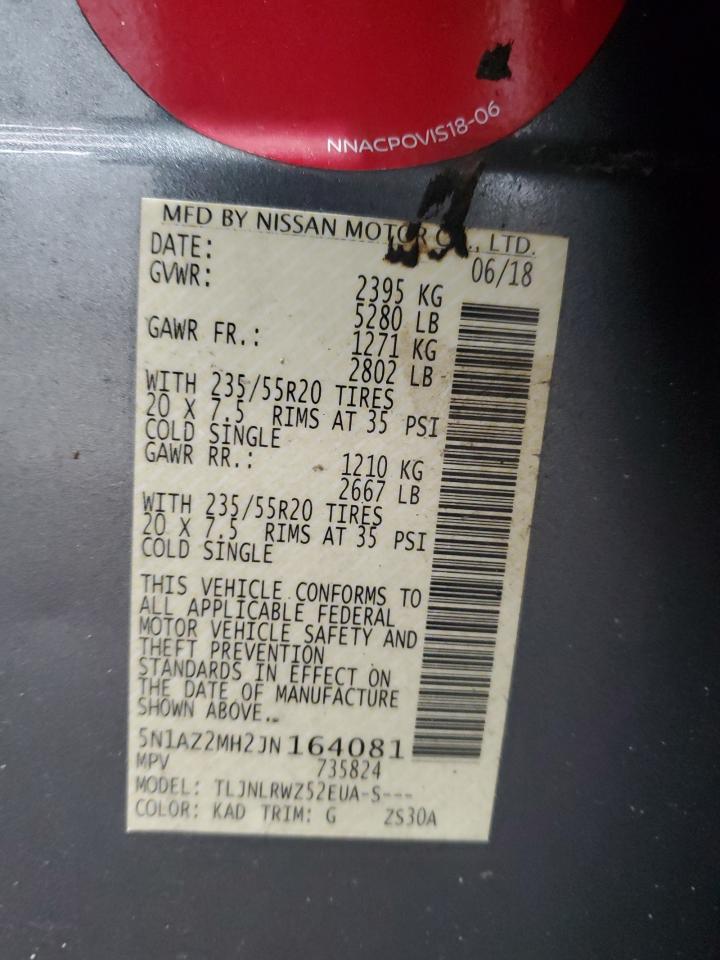 NNACPOVIS18-06
MFD BY NISSAN MOTOR CO., LTD.
DATE: 06/18
GVWR: 2395 KG
5280 LB
GAWR FR.: 1271 KG
2802 LB
WITH 235/55R20 TIRES
20 X 7.5 RIMS AT 35 PSI
COLD SINGLE
GAWR RR.: 1210 KG
2667 LB
WITH 235/55R20 TIRES
20 X 7.5 RIMS AT 35 PSI
COLD SINGLE
THIS VEHICLE CONFORMS TO
ALL APPLICABLE FEDERAL
MOTOR VEHICLE SAFETY AND
THEFT PREVENTION
STANDARDS IN EFFECT ON
THE DATE OF MANUFACTURE
SHOWN ABOVE..
5N1AZ2MH2JN164081
MPV 735824
MODEL: TLJNLRWZ52EUA-S---
COLOR: KAD TRIM: G ZS30A